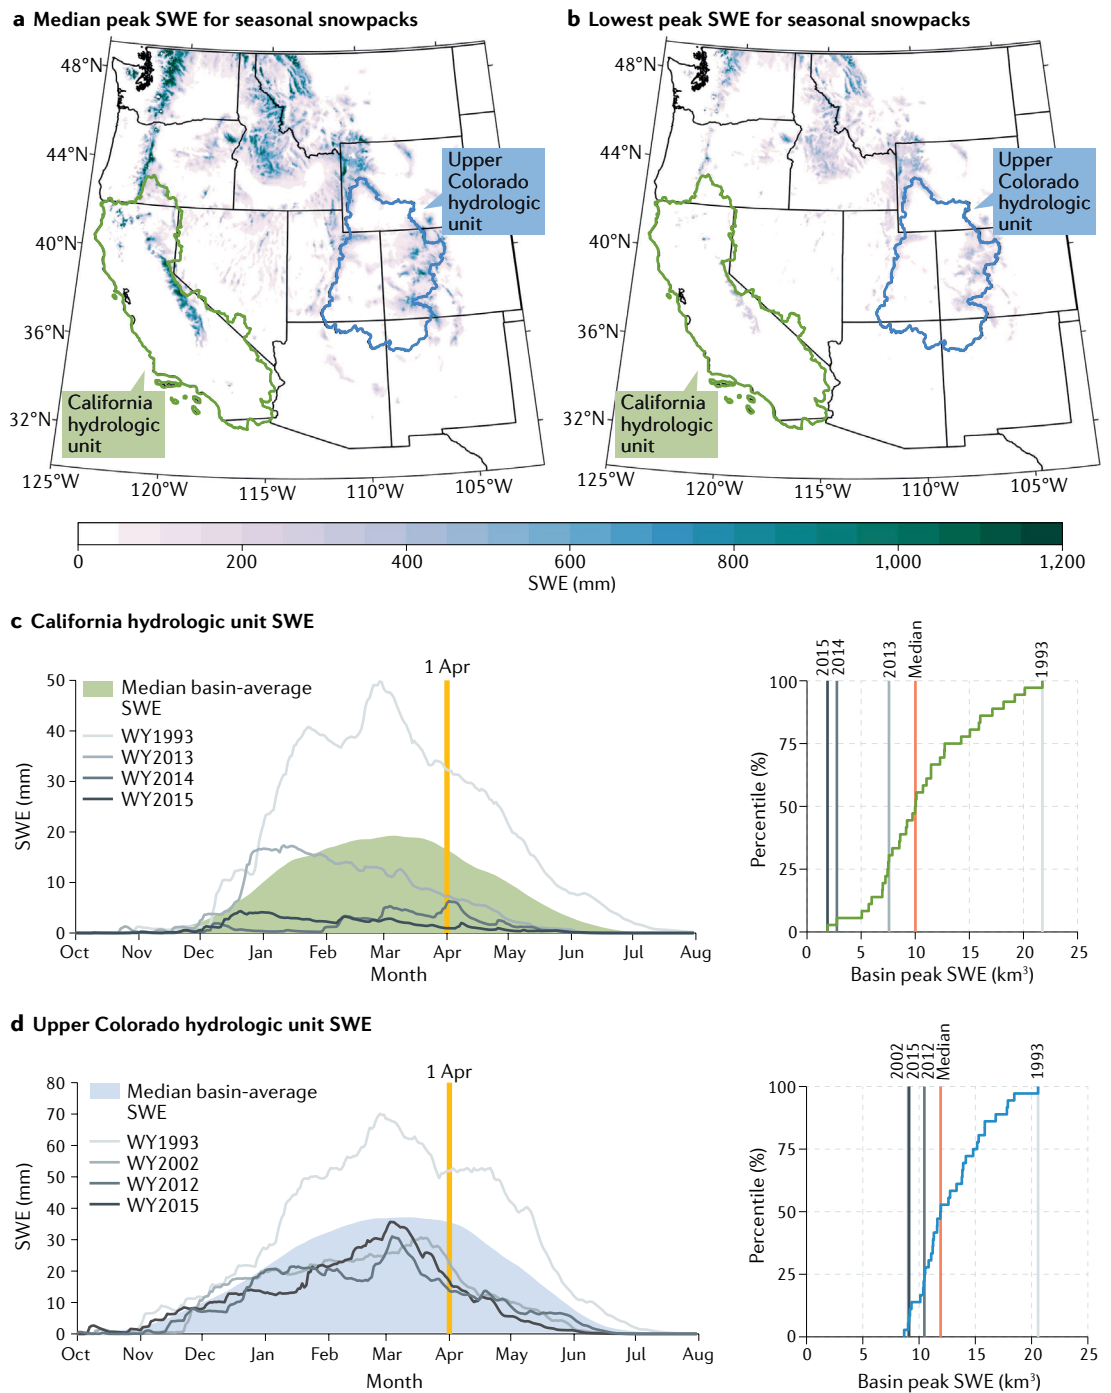 a Median peak SWE for seasonal snowpacks
48°N
44°N
40°N
36°N
32°N
125°W
120°W
115°W
110°W
105°W
Upper
Colorado
hydrologic
unit
California
hydrologic
unit
b Lowest peak SWE for seasonal snowpacks
48°N
44°N
40°N
36°N
32°N
125°W
120°W
115°W
110°W
105°W
Upper
Colorado
hydrologic
unit
California
hydrologic
unit
0 200 400 600 800 1,000 1,200
SWE (mm)
c California hydrologic unit SWE
1 Apr
Median basin-average
SWE
WY1993
WY2013
WY2014
WY2015
SWE (mm)
50
40
30
20
10
0
Oct Nov Dec Jan Feb Mar Apr May Jun Jul Aug
Month
2015
2014
2013
Median
1993
Percentile (%)
100
75
50
25
0
0 5 10 15 20 25
Basin peak SWE (km³)
d Upper Colorado hydrologic unit SWE
1 Apr
Median basin-average
SWE
WY1993
WY2002
WY2012
WY2015
SWE (mm)
80
70
60
50
40
30
20
10
0
Oct Nov Dec Jan Feb Mar Apr May Jun Jul Aug
Month
2002
2015
2012
Median
1993
Percentile (%)
100
75
50
25
0
0 5 10 15 20 25
Basin peak SWE (km³)